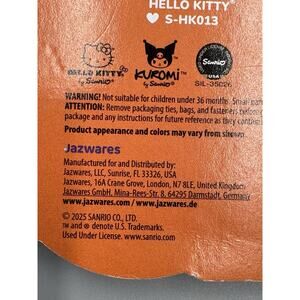 HELLO KITTY®
S-HK013
HELLO KITTY
by Sanrio
KUROMI
by Sanrio
Sanrio
USA
SIL-35026
WARNING! Not suitable for children under 36 months. Small par
ATTENTION: Remove packaging ties, bags, and fasteners before
package and any instructions for future reference as they contain
Product appearance and colors may vary from shown.
Jazwares
Manufactured for and Distributed by:
Jazwares, LLC, Sunrise, FL 33326, USA
Jazwares, 16A Crane Grove, London, N7 8LE, United Kingdom
Jazwares GmbH, Mina-Rees-Str. 8, 64295 Darmstadt, Germany
www.jazwares.com / www.jazwares.de
© 2025 SANRIO CO., LTD.
™ and ® denote U.S. Trademarks.
Used Under License. www.sanrio.com